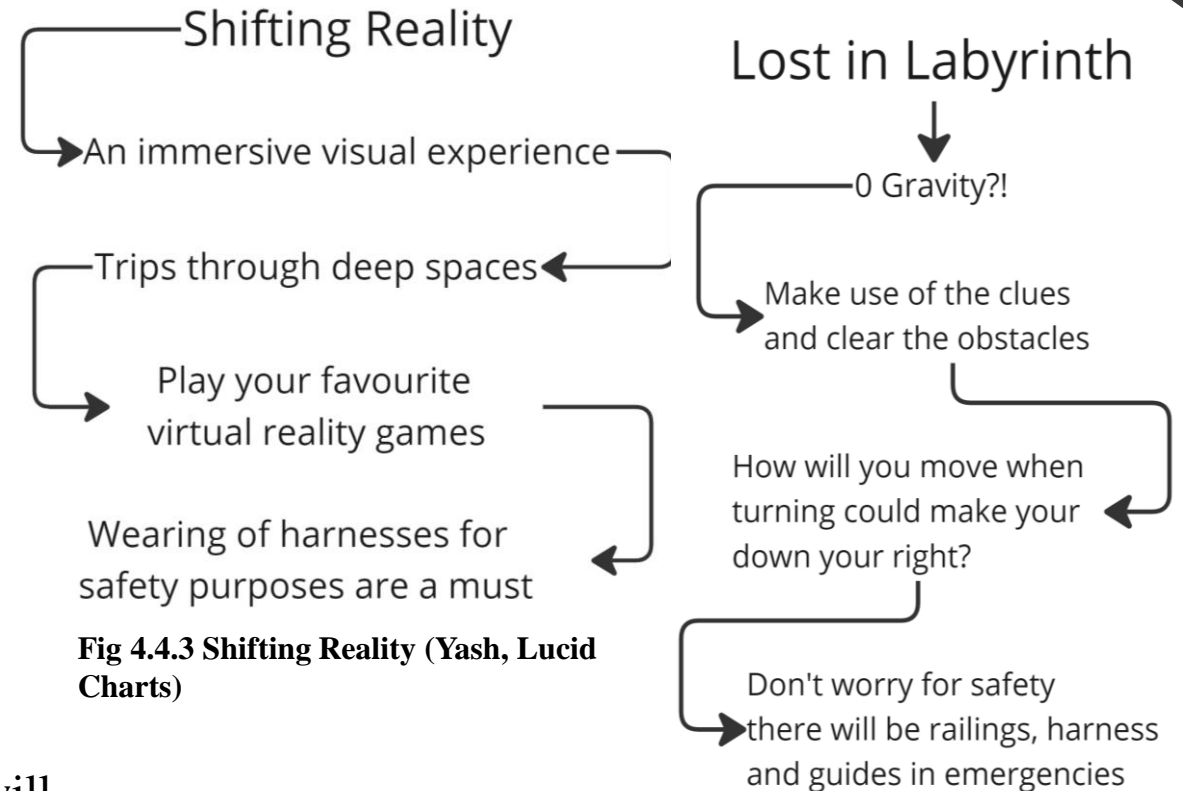 Shifting Reality
An immersive visual experience
Trips through deep spaces
Play your favourite
virtual reality games
Wearing of harnesses for
safety purposes are a must
Fig 4.4.3 Shifting Reality (Yash, Lucid
Charts)
Lost in Labyrinth
0 Gravity?!
Make use of the clues
and clear the obstacles
How will you move when
turning could make your
down your right?
Don't worry for safety
there will be railings, harness
and guides in emergencies